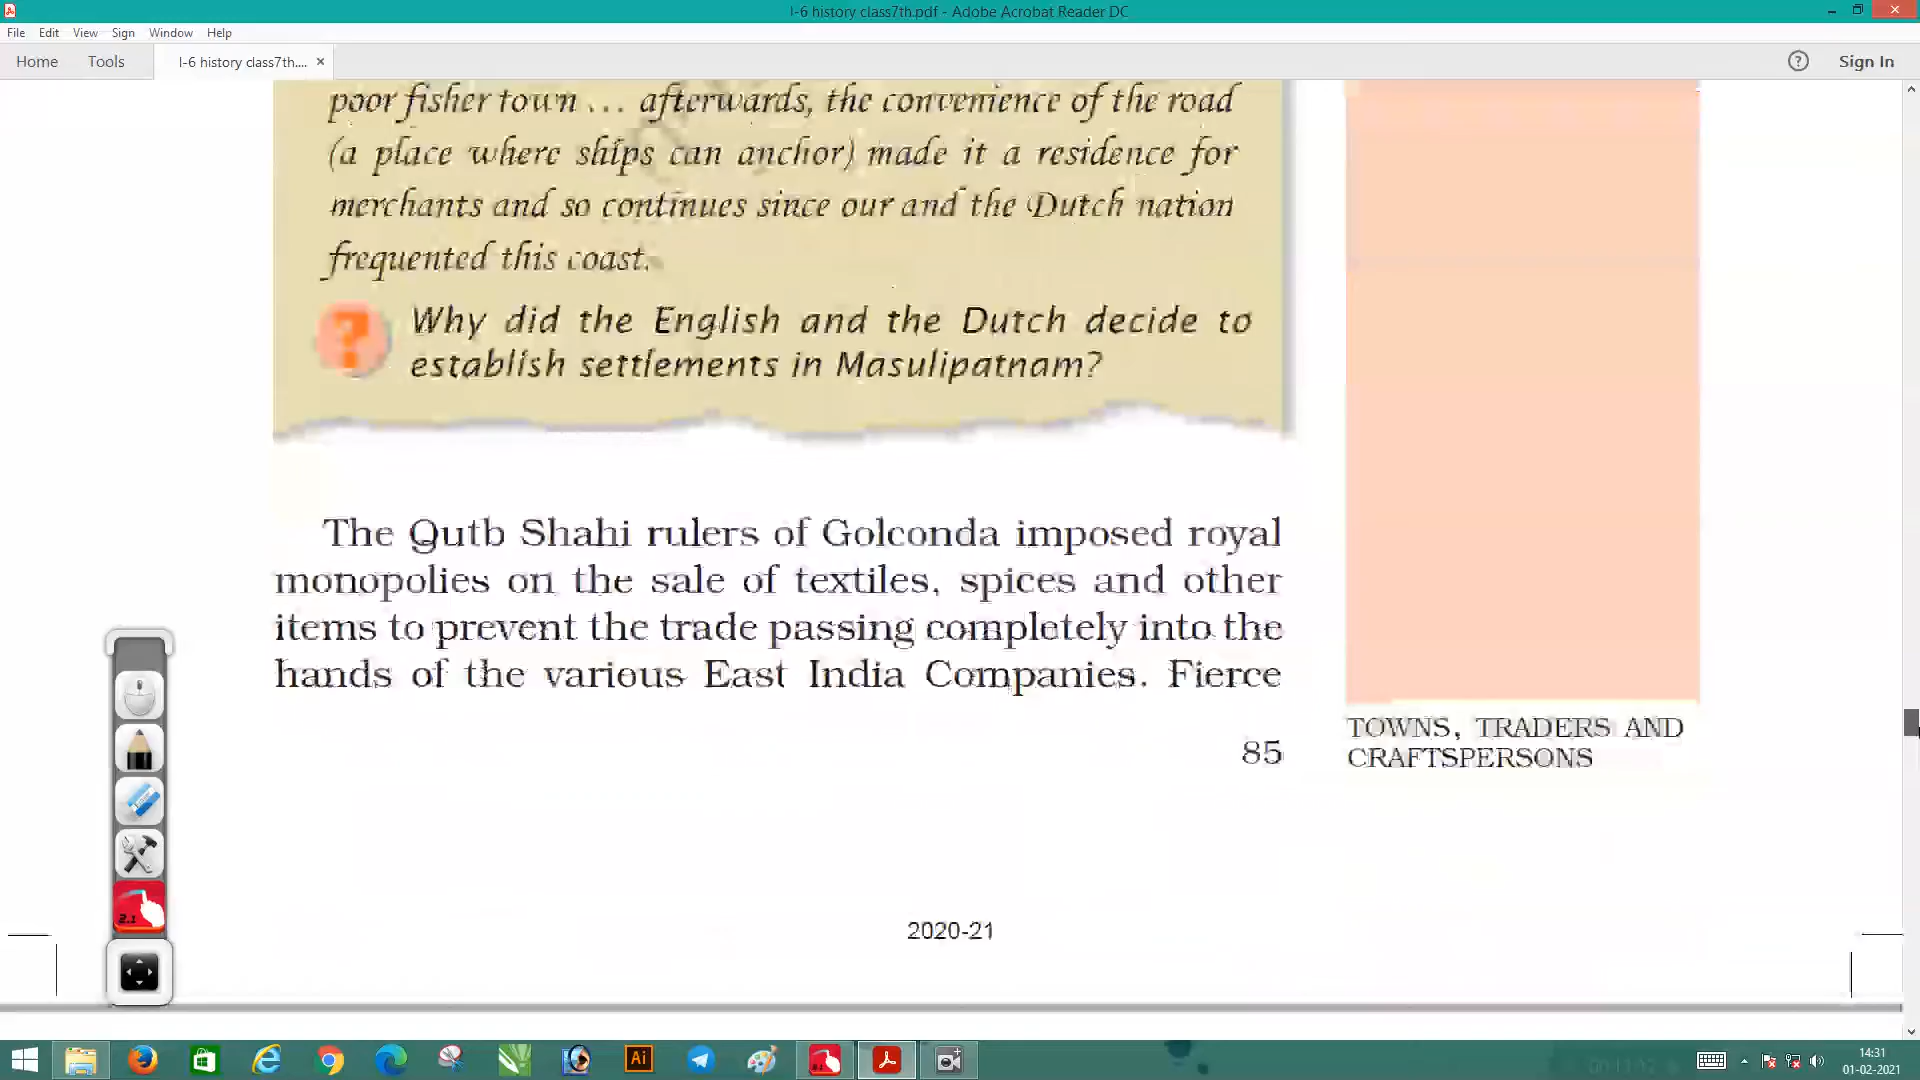 I-6 history class7th.pdf - Adobe Acrobat Reader DC
File Edit View Sign Window Help
Home Tools I-6 history class7th.... × Sign In
poor fisher town ... afterwards, the convenience of the road
(a place where ships can anchor) made it a residence for
merchants and so continues since our and the Dutch nation
frequented this coast.
? Why did the English and the Dutch decide to
establish settlements in Masulipatnam?
The Qutb Shahi rulers of Golconda imposed royal
monopolies on the sale of textiles, spices and other
items to prevent the trade passing completely into the
hands of the various East India Companies. Fierce
85
TOWNS, TRADERS AND
CRAFTSPERSONS
2020-21
2.1
Ai
14:31
01-02-2021